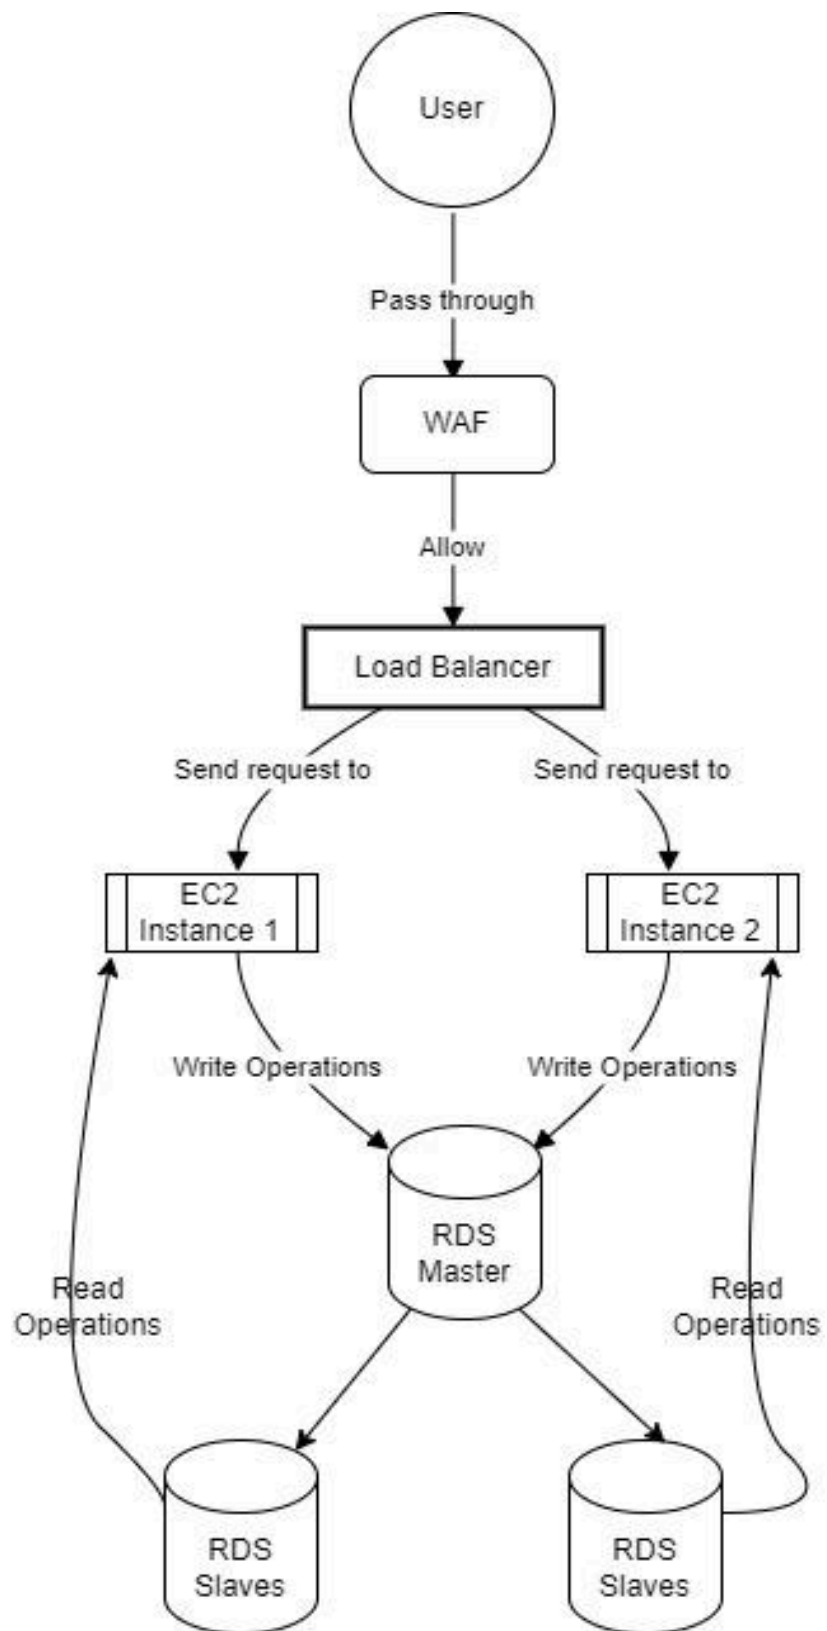 User
Pass through
WAF
Allow
Load Balancer
Send request to
Send request to
EC2
Instance 1
EC2
Instance 2
Write Operations
Write Operations
RDS
Master
Read
Operations
Read
Operations
RDS
Slaves
RDS
Slaves